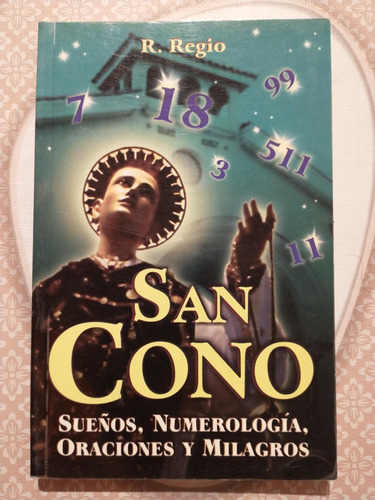 R. Regio
99
18
7
511
3
11
SAN
CONO
SUEÑOS, NUMEROLOGÍA,
ORACIONES Y MILAGROS